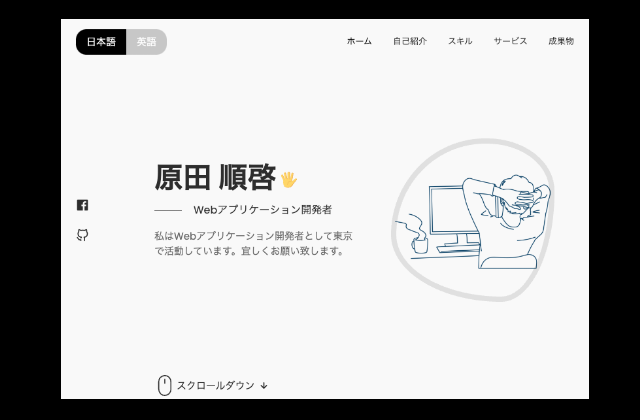 日本語 英語
ホーム 自己紹介 スキル サービス 成果物
原田 順啓
Webアプリケーション開発者
私はWebアプリケーション開発者として東京
で活動しています。宜しくお願い致します。
スクロールダウン